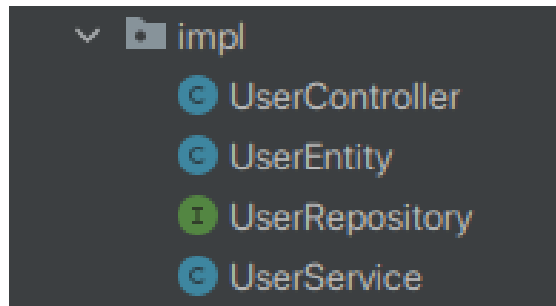 impl
C UserController
C UserEntity
I UserRepository
C UserService